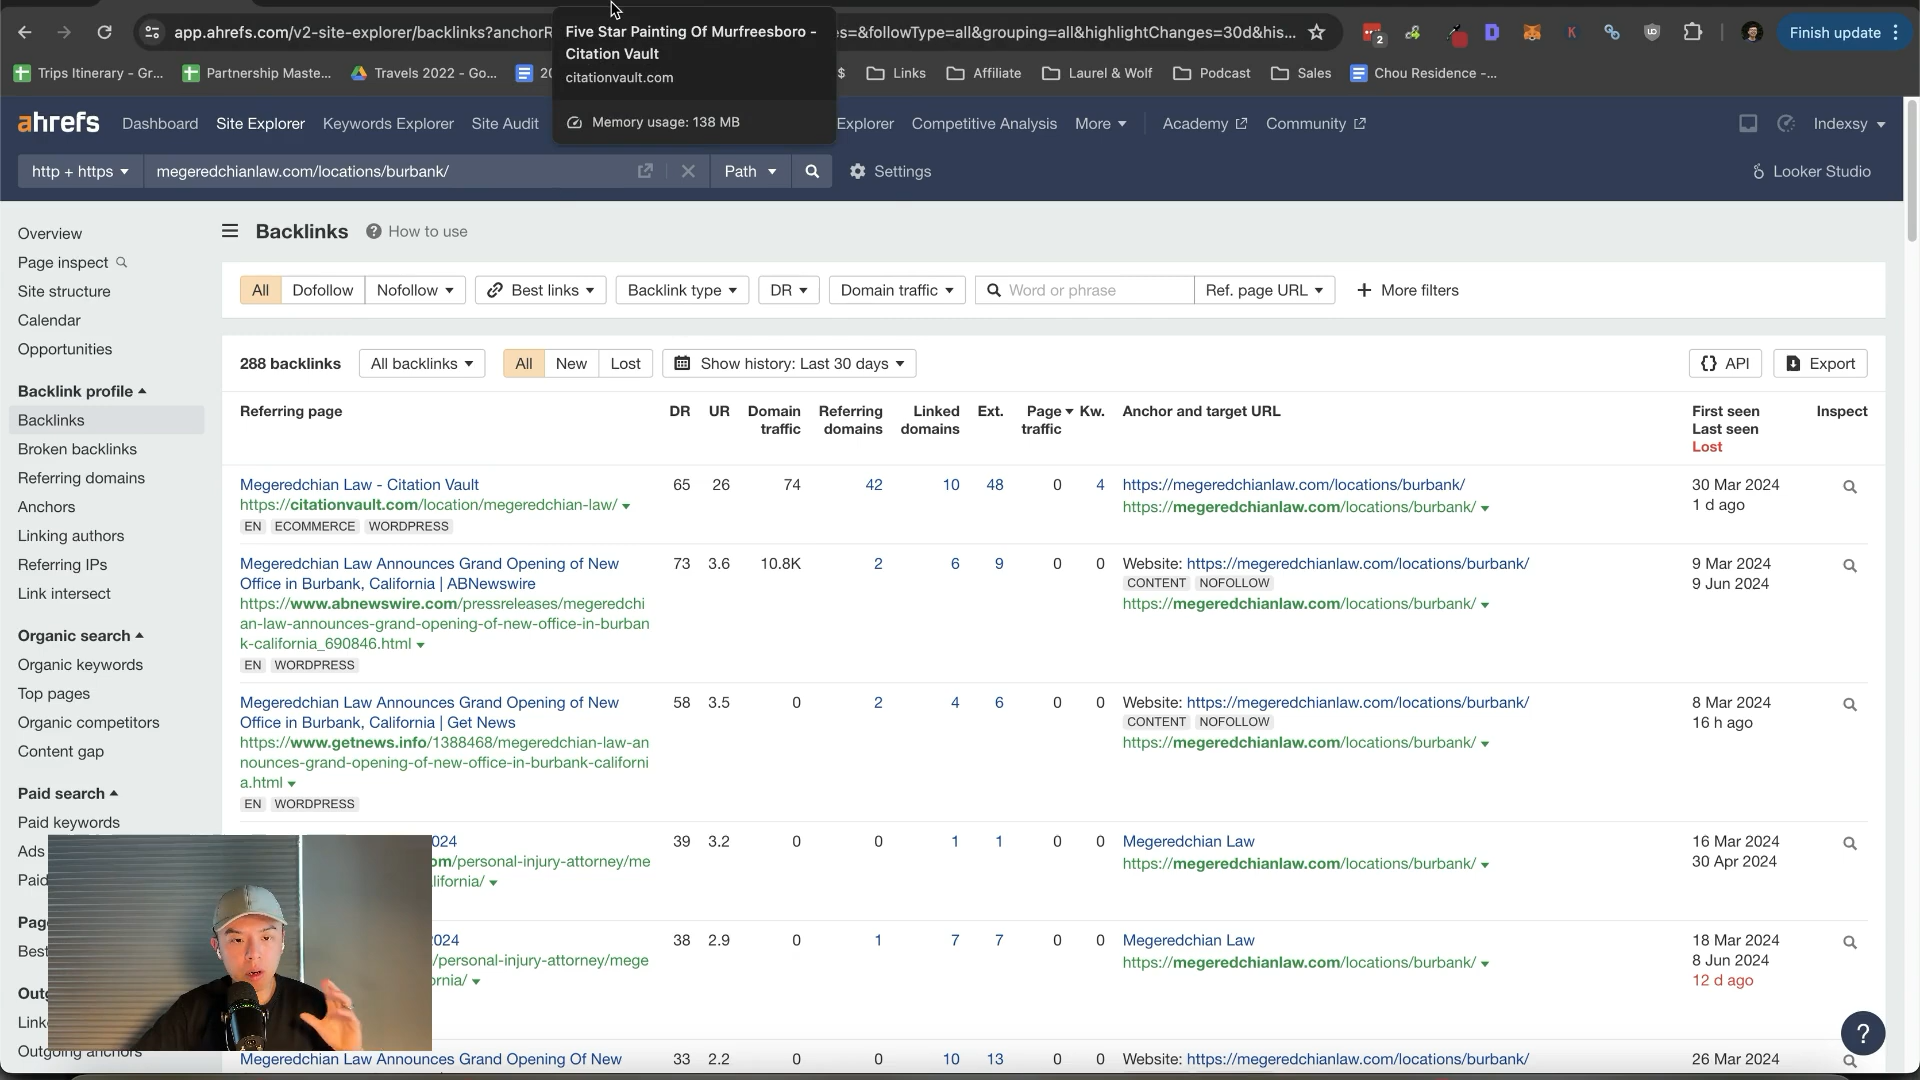 Five Star Painting Of Murfreesboro -
Citation Vault
citationvault.com
Memory usage: 138 MB
app.ahrefs.com/v2-site-explorer/backlinks?anchorR
es=&followType=all&grouping=all&highlightChanges=30d&his...
2
Finish update
Trips Itinerary - Gr...
Partnership Maste...
Travels 2022 - Go...
20
$
Links
Affiliate
Laurel & Wolf
Podcast
Sales
Chou Residence -...
ahrefs
Dashboard
Site Explorer
Keywords Explorer
Site Audit
Explorer
Competitive Analysis
More
Academy
Community
Indexsy
http + https
megeredchianlaw.com/locations/burbank/
Path
Settings
Looker Studio
Overview
Page inspect
Site structure
Calendar
Opportunities
Backlink profile
Backlinks
Broken backlinks
Referring domains
Anchors
Linking authors
Referring IPs
Link intersect
Organic search
Organic keywords
Top pages
Organic competitors
Content gap
Paid search
Paid keywords
Ads
Paid
Pag
Best
Outg
Link
Outgoing anchors
Backlinks
? How to use
All
Dofollow
Nofollow
Best links
Backlink type
DR
Domain traffic
Word or phrase
Ref. page URL
+ More filters
288 backlinks
All backlinks
All
New
Lost
Show history: Last 30 days
{} API
Export
Referring page
DR
UR
Domain
traffic
Referring
domains
Linked
domains
Ext.
Page
traffic
Kw.
Anchor and target URL
First seen
Last seen
Lost
Inspect
Megeredchian Law - Citation Vault
https://citationvault.com/location/megeredchian-law/
EN ECOMMERCE WORDPRESS
65 26 74 42 10 48 0 4
https://megeredchianlaw.com/locations/burbank/
https://megeredchianlaw.com/locations/burbank/
30 Mar 2024
1 d ago
Megeredchian Law Announces Grand Opening of New
Office in Burbank, California | ABNewswire
https://www.abnewswire.com/pressreleases/megeredchi
an-law-announces-grand-opening-of-new-office-in-burban
k-california_690846.html
EN WORDPRESS
73 3.6 10.8K 2 6 9 0 0
Website: https://megeredchianlaw.com/locations/burbank/
CONTENT NOFOLLOW
https://megeredchianlaw.com/locations/burbank/
9 Mar 2024
9 Jun 2024
Megeredchian Law Announces Grand Opening of New
Office in Burbank, California | Get News
https://www.getnews.info/1388468/megeredchian-law-an
nounces-grand-opening-of-new-office-in-burbank-californi
a.html
EN WORDPRESS
58 3.5 0 2 4 6 0 0
Website: https://megeredchianlaw.com/locations/burbank/
CONTENT NOFOLLOW
https://megeredchianlaw.com/locations/burbank/
8 Mar 2024
16 h ago
024
om/personal-injury-attorney/me
lifornia/
39 3.2 0 0 1 1 0 0
Megeredchian Law
https://megeredchianlaw.com/locations/burbank/
16 Mar 2024
30 Apr 2024
2024
/personal-injury-attorney/mege
ornia/
38 2.9 0 1 7 7 0 0
Megeredchian Law
https://megeredchianlaw.com/locations/burbank/
18 Mar 2024
8 Jun 2024
12 d ago
Megeredchian Law Announces Grand Opening Of New
33 2.2 0 0 10 13 0 0
Website: https://megeredchianlaw.com/locations/burbank/
26 Mar 2024
?